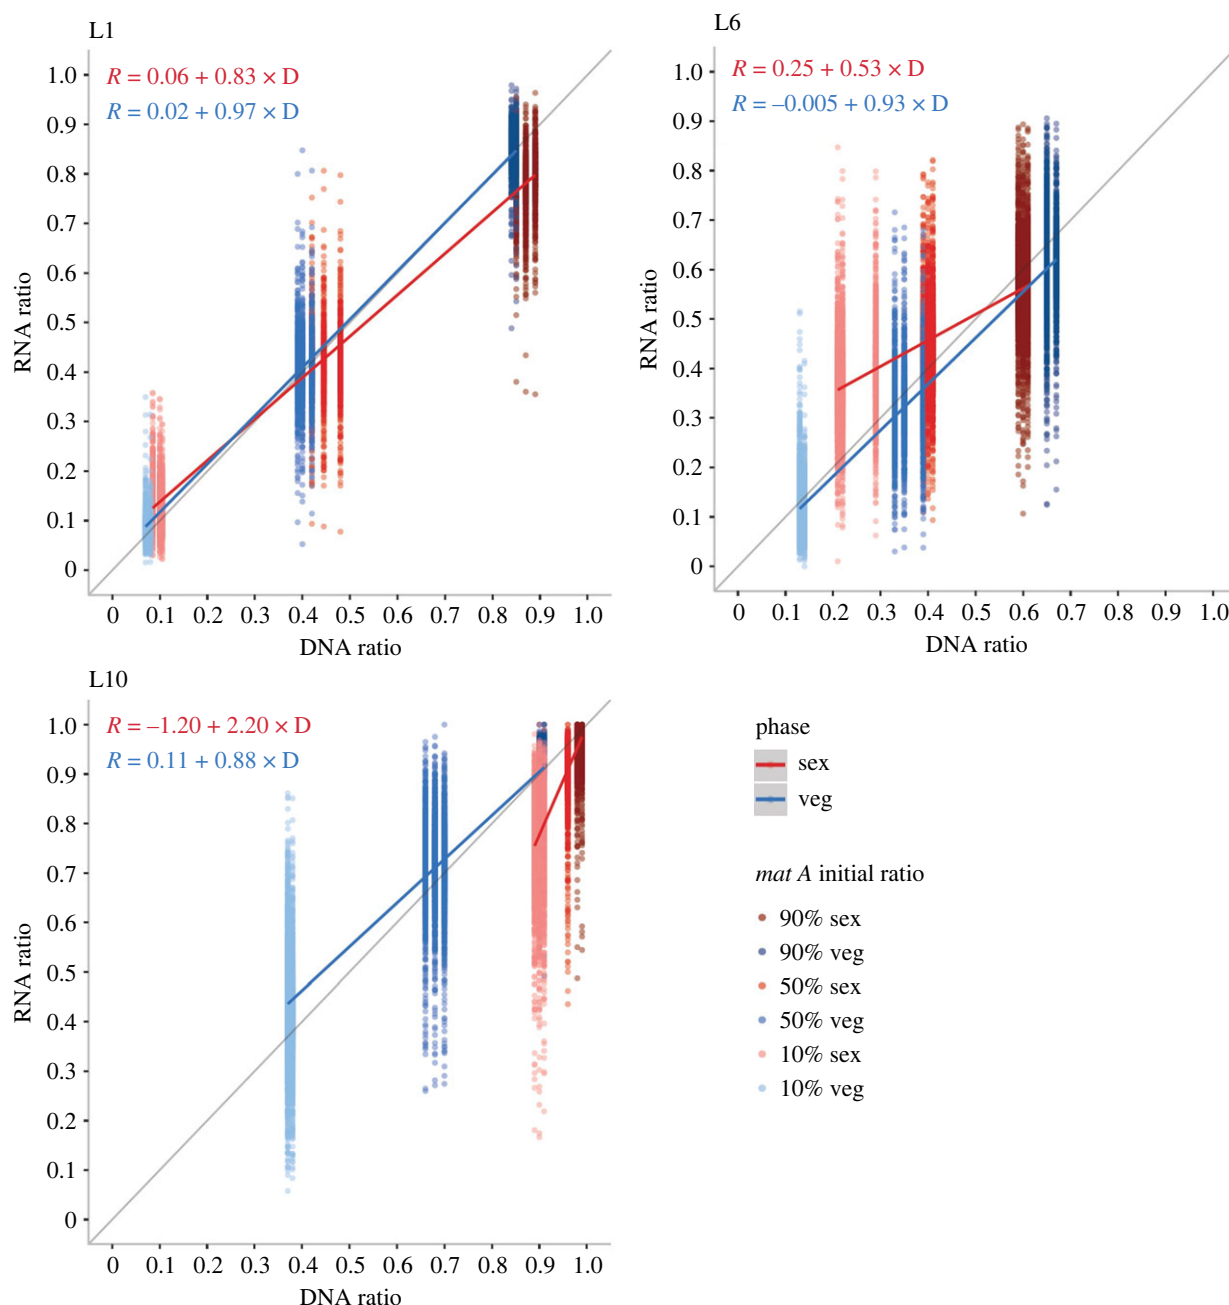 L1
R = 0.06 + 0.83 × D
R = 0.02 + 0.97 × D
1.0
0.9
0.8
0.7
0.6
0.5
0.4
0.3
0.2
0.1
0
RNA ratio
0 0.1 0.2 0.3 0.4 0.5 0.6 0.7 0.8 0.9 1.0
DNA ratio
L6
R = 0.25 + 0.53 × D
R = –0.005 + 0.93 × D
1.0
0.9
0.8
0.7
0.6
0.5
0.4
0.3
0.2
0.1
0
RNA ratio
0 0.1 0.2 0.3 0.4 0.5 0.6 0.7 0.8 0.9 1.0
DNA ratio
L10
R = –1.20 + 2.20 × D
R = 0.11 + 0.88 × D
1.0
0.9
0.8
0.7
0.6
0.5
0.4
0.3
0.2
0.1
0
RNA ratio
0 0.1 0.2 0.3 0.4 0.5 0.6 0.7 0.8 0.9 1.0
DNA ratio
phase
sex
veg
mat A initial ratio
90% sex
90% veg
50% sex
50% veg
10% sex
10% veg